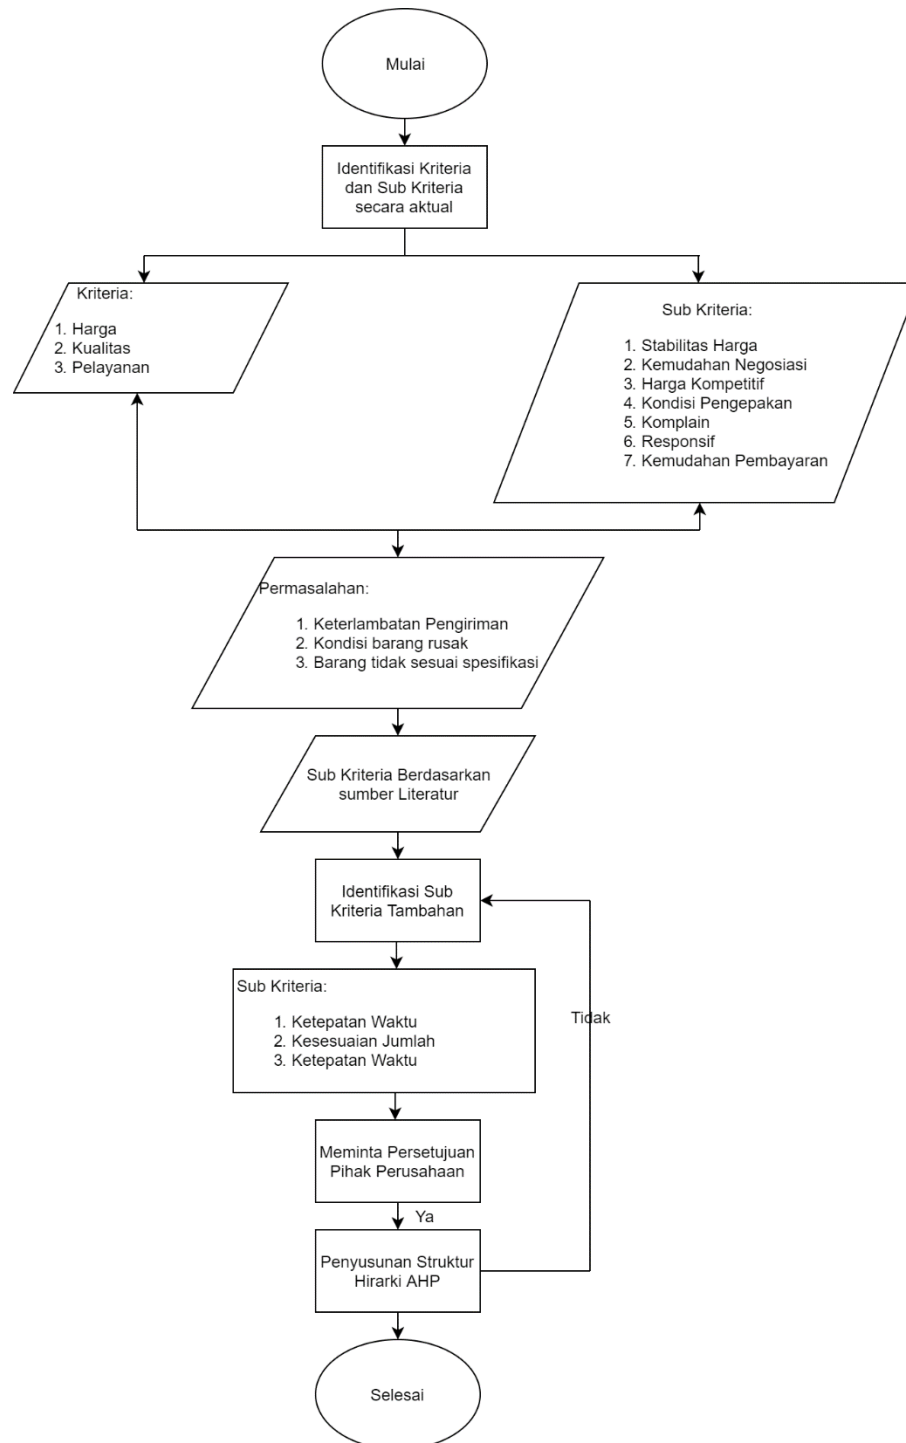 Mulai
Identifikasi Kriteria
dan Sub Kriteria
secara aktual
Kriteria:
1. Harga
2. Kualitas
3. Pelayanan
Sub Kriteria:
1. Stabilitas Harga
2. Kemudahan Negosiasi
3. Harga Kompetitif
4. Kondisi Pengepakan
5. Komplain
6. Responsif
7. Kemudahan Pembayaran
Permasalahan:
1. Keterlambatan Pengiriman
2. Kondisi barang rusak
3. Barang tidak sesuai spesifikasi
Sub Kriteria Berdasarkan
sumber Literatur
Identifikasi Sub
Kriteria Tambahan
Sub Kriteria:
1. Ketepatan Waktu
2. Kesesuaian Jumlah
3. Ketepatan Waktu
Tidak
Meminta Persetujuan
Pihak Perusahaan
Ya
Penyusunan Struktur
Hirarki AHP
Selesai